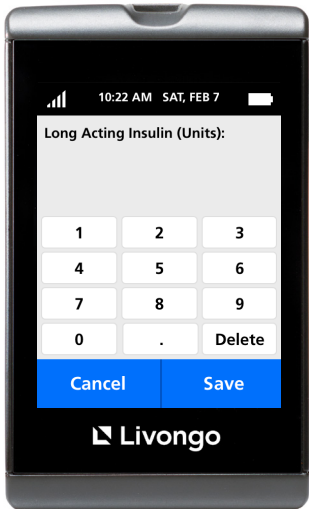 10:22 AM SAT, FEB 7
Long Acting Insulin (Units):
1 2 3
4 5 6
7 8 9
0 . Delete
Cancel Save
Livongo